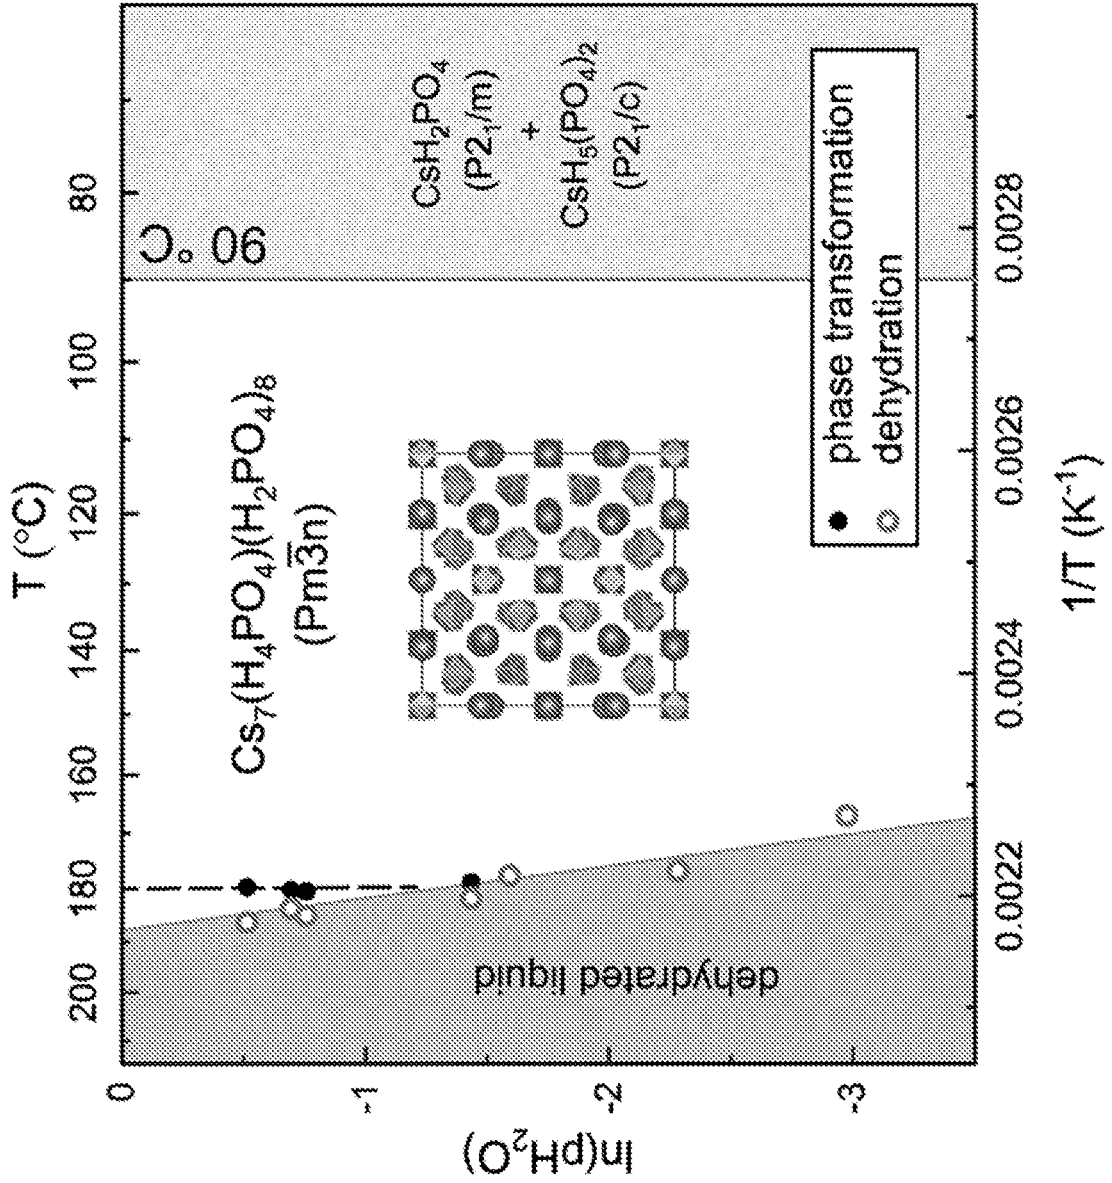 T (°C)
200
180
160
140
120
100
80
Cs₇(H₄PO₄)(H₂PO₄)₈
(Pm3̅n)
90 °C
CsH₂PO₄
(P2₁/m)
+
CsH₅(PO₄)₂
(P2₁/c)
dehydrated liquid
phase transformation
dehydration
ln(pH₂O)
0
-1
-2
-3
0.0022
0.0024
0.0026
0.0028
1/T (K⁻¹)